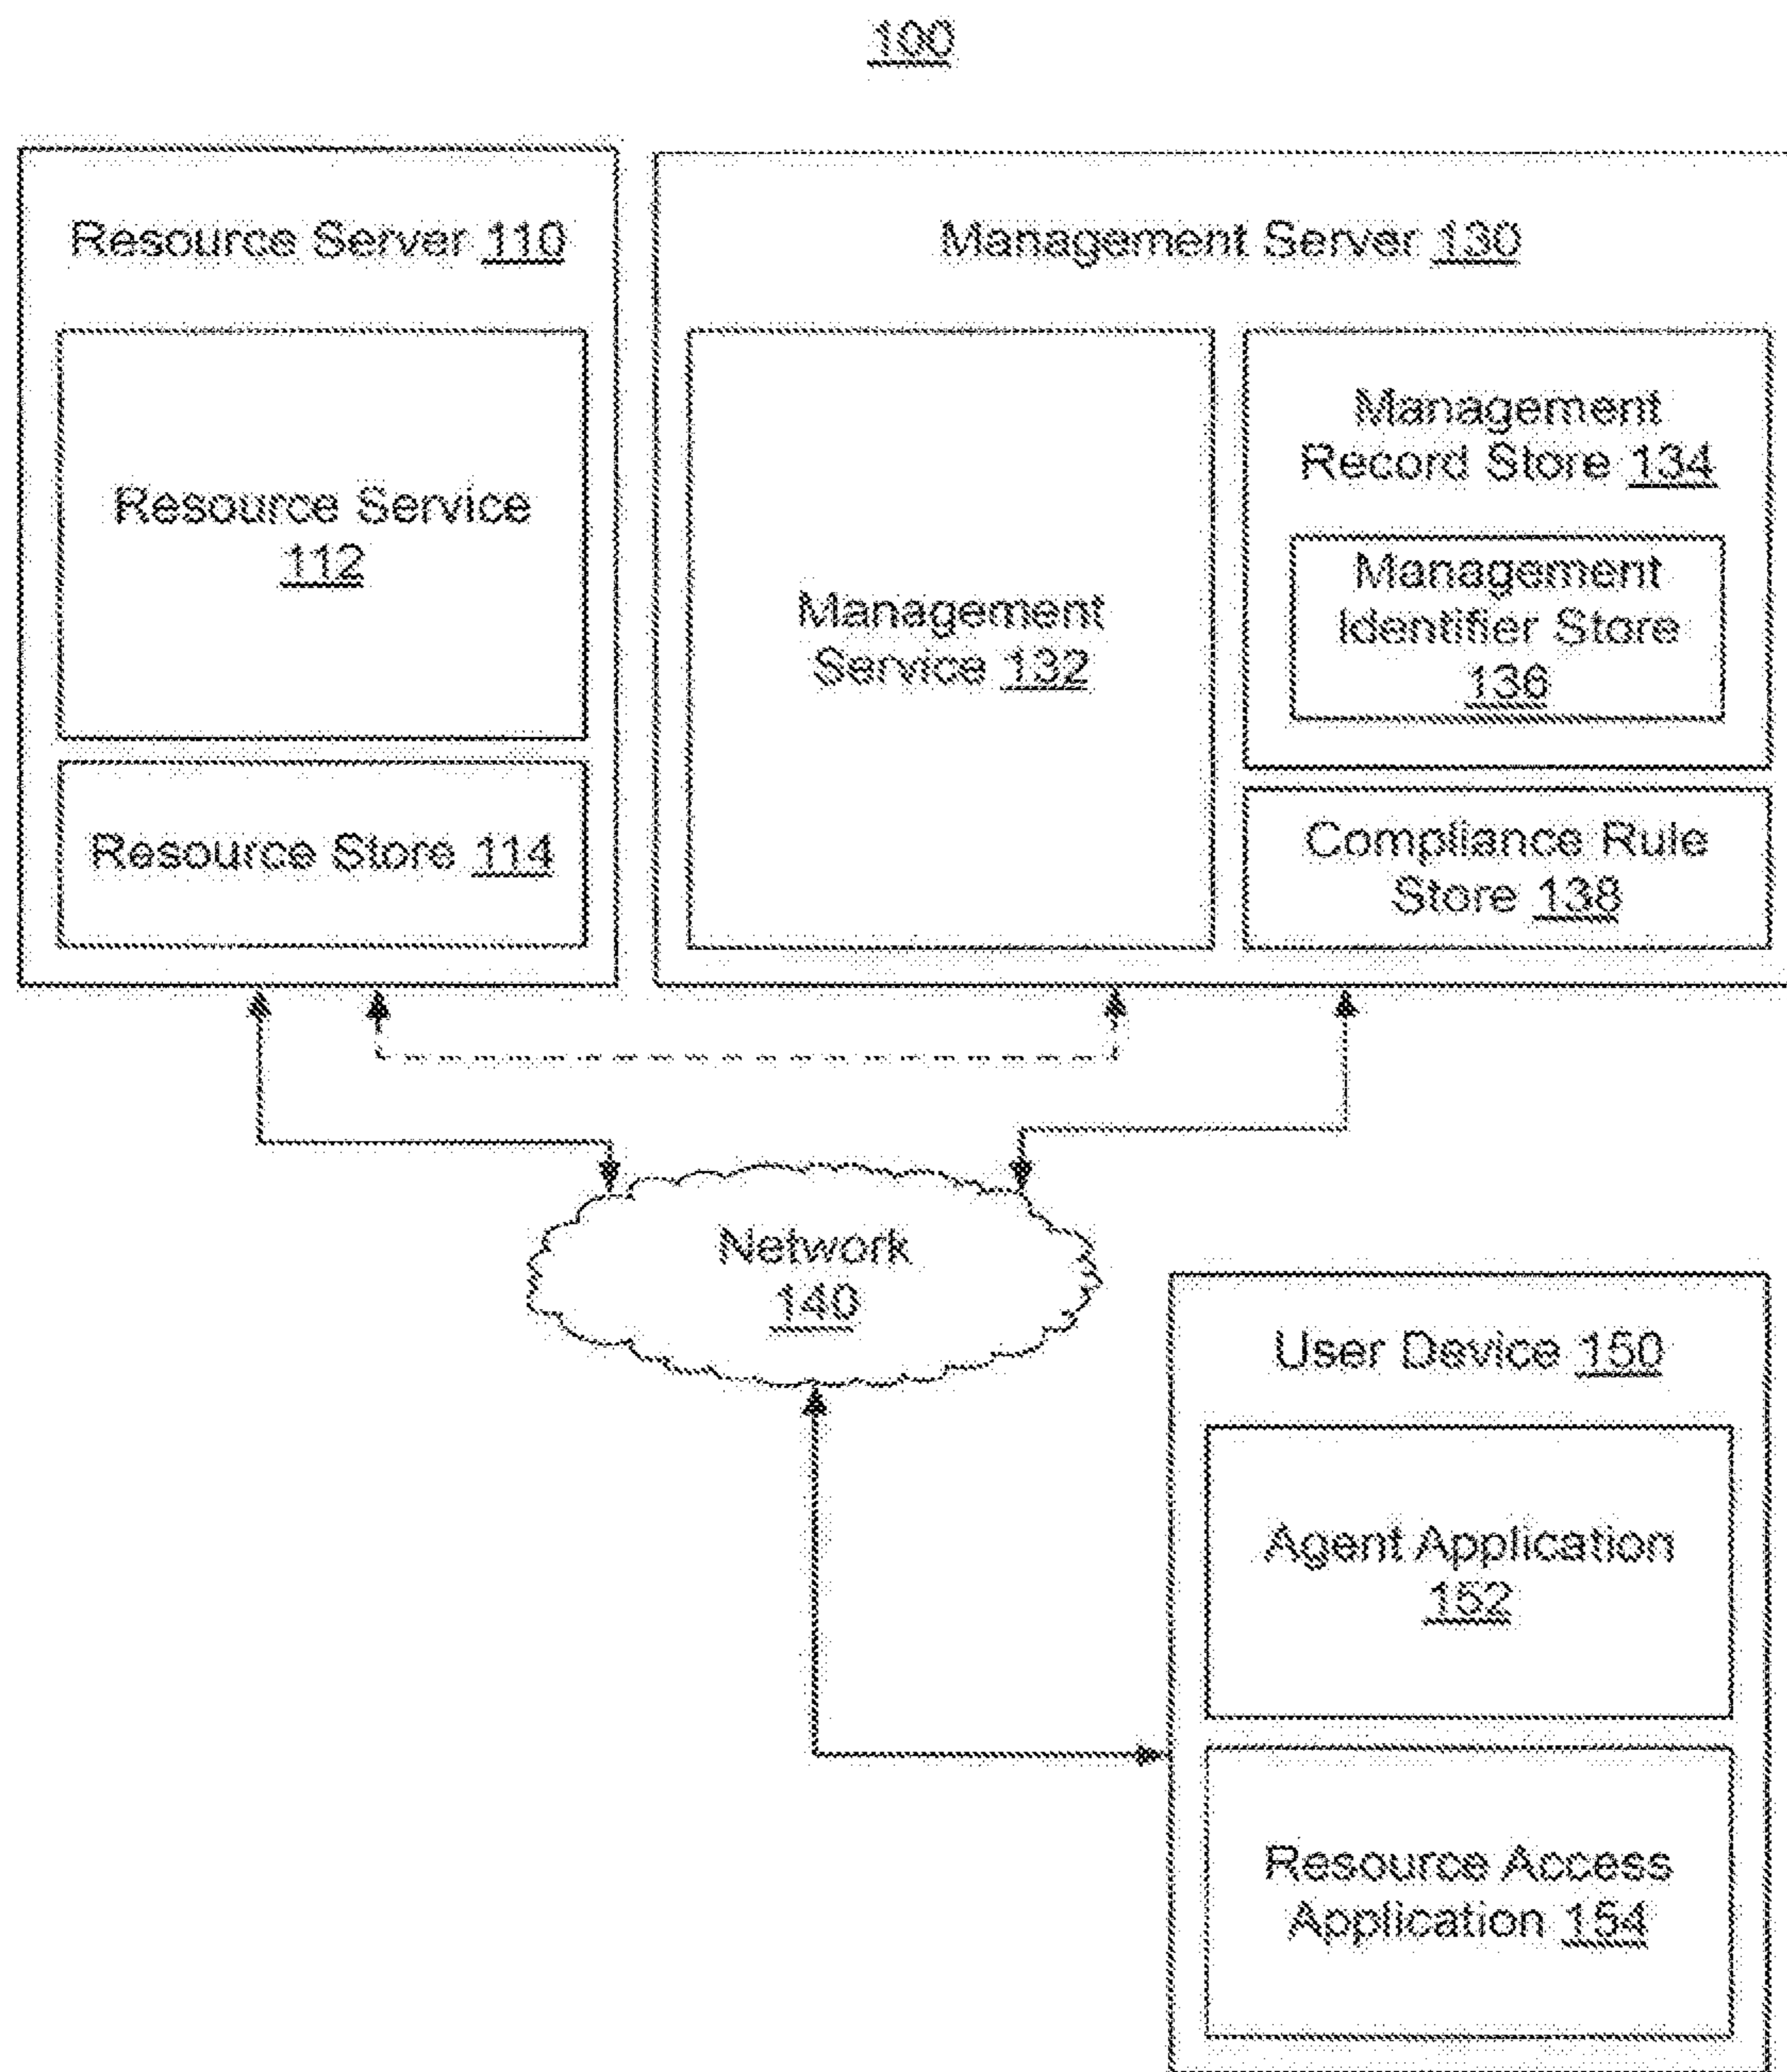 100
Resource Server 110
Resource Service
112
Resource Store 114
Management Server 130
Management
Service 132
Management
Record Store 134
Management
Identifier Store
136
Compliance Rule
Store 138
Network
140
User Device 150
Agent Application
152
Resource Access
Application 154